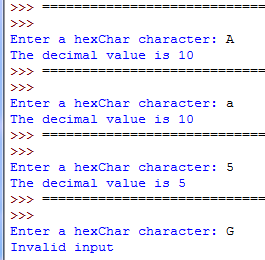 >>> ============================
>>>
Enter a hexChar character: A
The decimal value is 10
>>> ============================
>>>
Enter a hexChar character: a
The decimal value is 10
>>> ============================
>>>
Enter a hexChar character: 5
The decimal value is 5
>>> ============================
>>>
Enter a hexChar character: G
Invalid input